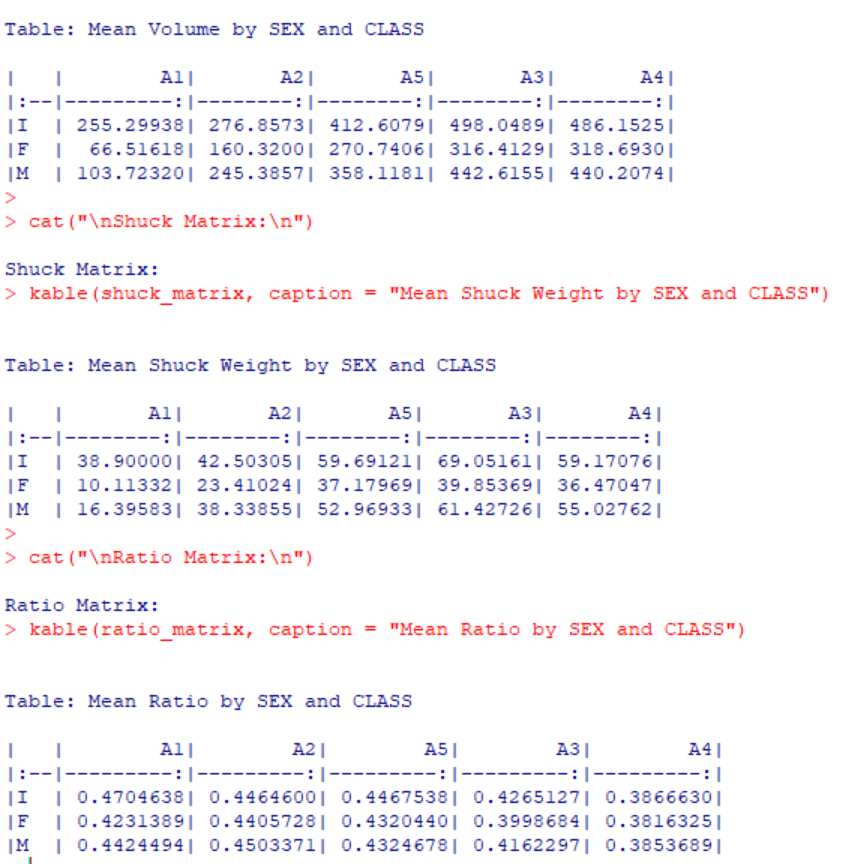 Table: Mean Volume by SEX and CLASS
|   |        A1|       A2|       A5|       A3|       A4|
|:--|---------:|--------:|--------:|--------:|--------:|
|I  | 255.29938| 276.8573| 412.6079| 498.0489| 486.1525|
|F  |  66.51618| 160.3200| 270.7406| 316.4129| 318.6930|
|M  | 103.72320| 245.3857| 358.1181| 442.6155| 440.2074|
>
> cat("\nShuck Matrix:\n")
Shuck Matrix:
> kable(shuck_matrix, caption = "Mean Shuck Weight by SEX and CLASS")
Table: Mean Shuck Weight by SEX and CLASS
|   |       A1|       A2|       A5|       A3|       A4|
|:--|--------:|--------:|--------:|--------:|--------:|
|I  | 38.90000| 42.50305| 59.69121| 69.05161| 59.17076|
|F  | 10.11332| 23.41024| 37.17969| 39.85369| 36.47047|
|M  | 16.39583| 38.33855| 52.96933| 61.42726| 55.02762|
>
> cat("\nRatio Matrix:\n")
Ratio Matrix:
> kable(ratio_matrix, caption = "Mean Ratio by SEX and CLASS")
Table: Mean Ratio by SEX and CLASS
|   |        A1|        A2|        A5|        A3|        A4|
|:--|---------:|---------:|---------:|---------:|---------:|
|I  | 0.4704638| 0.4464600| 0.4467538| 0.4265127| 0.3866630|
|F  | 0.4231389| 0.4405728| 0.4320440| 0.3998684| 0.3816325|
|M  | 0.4424494| 0.4503371| 0.4324678| 0.4162297| 0.3853689|